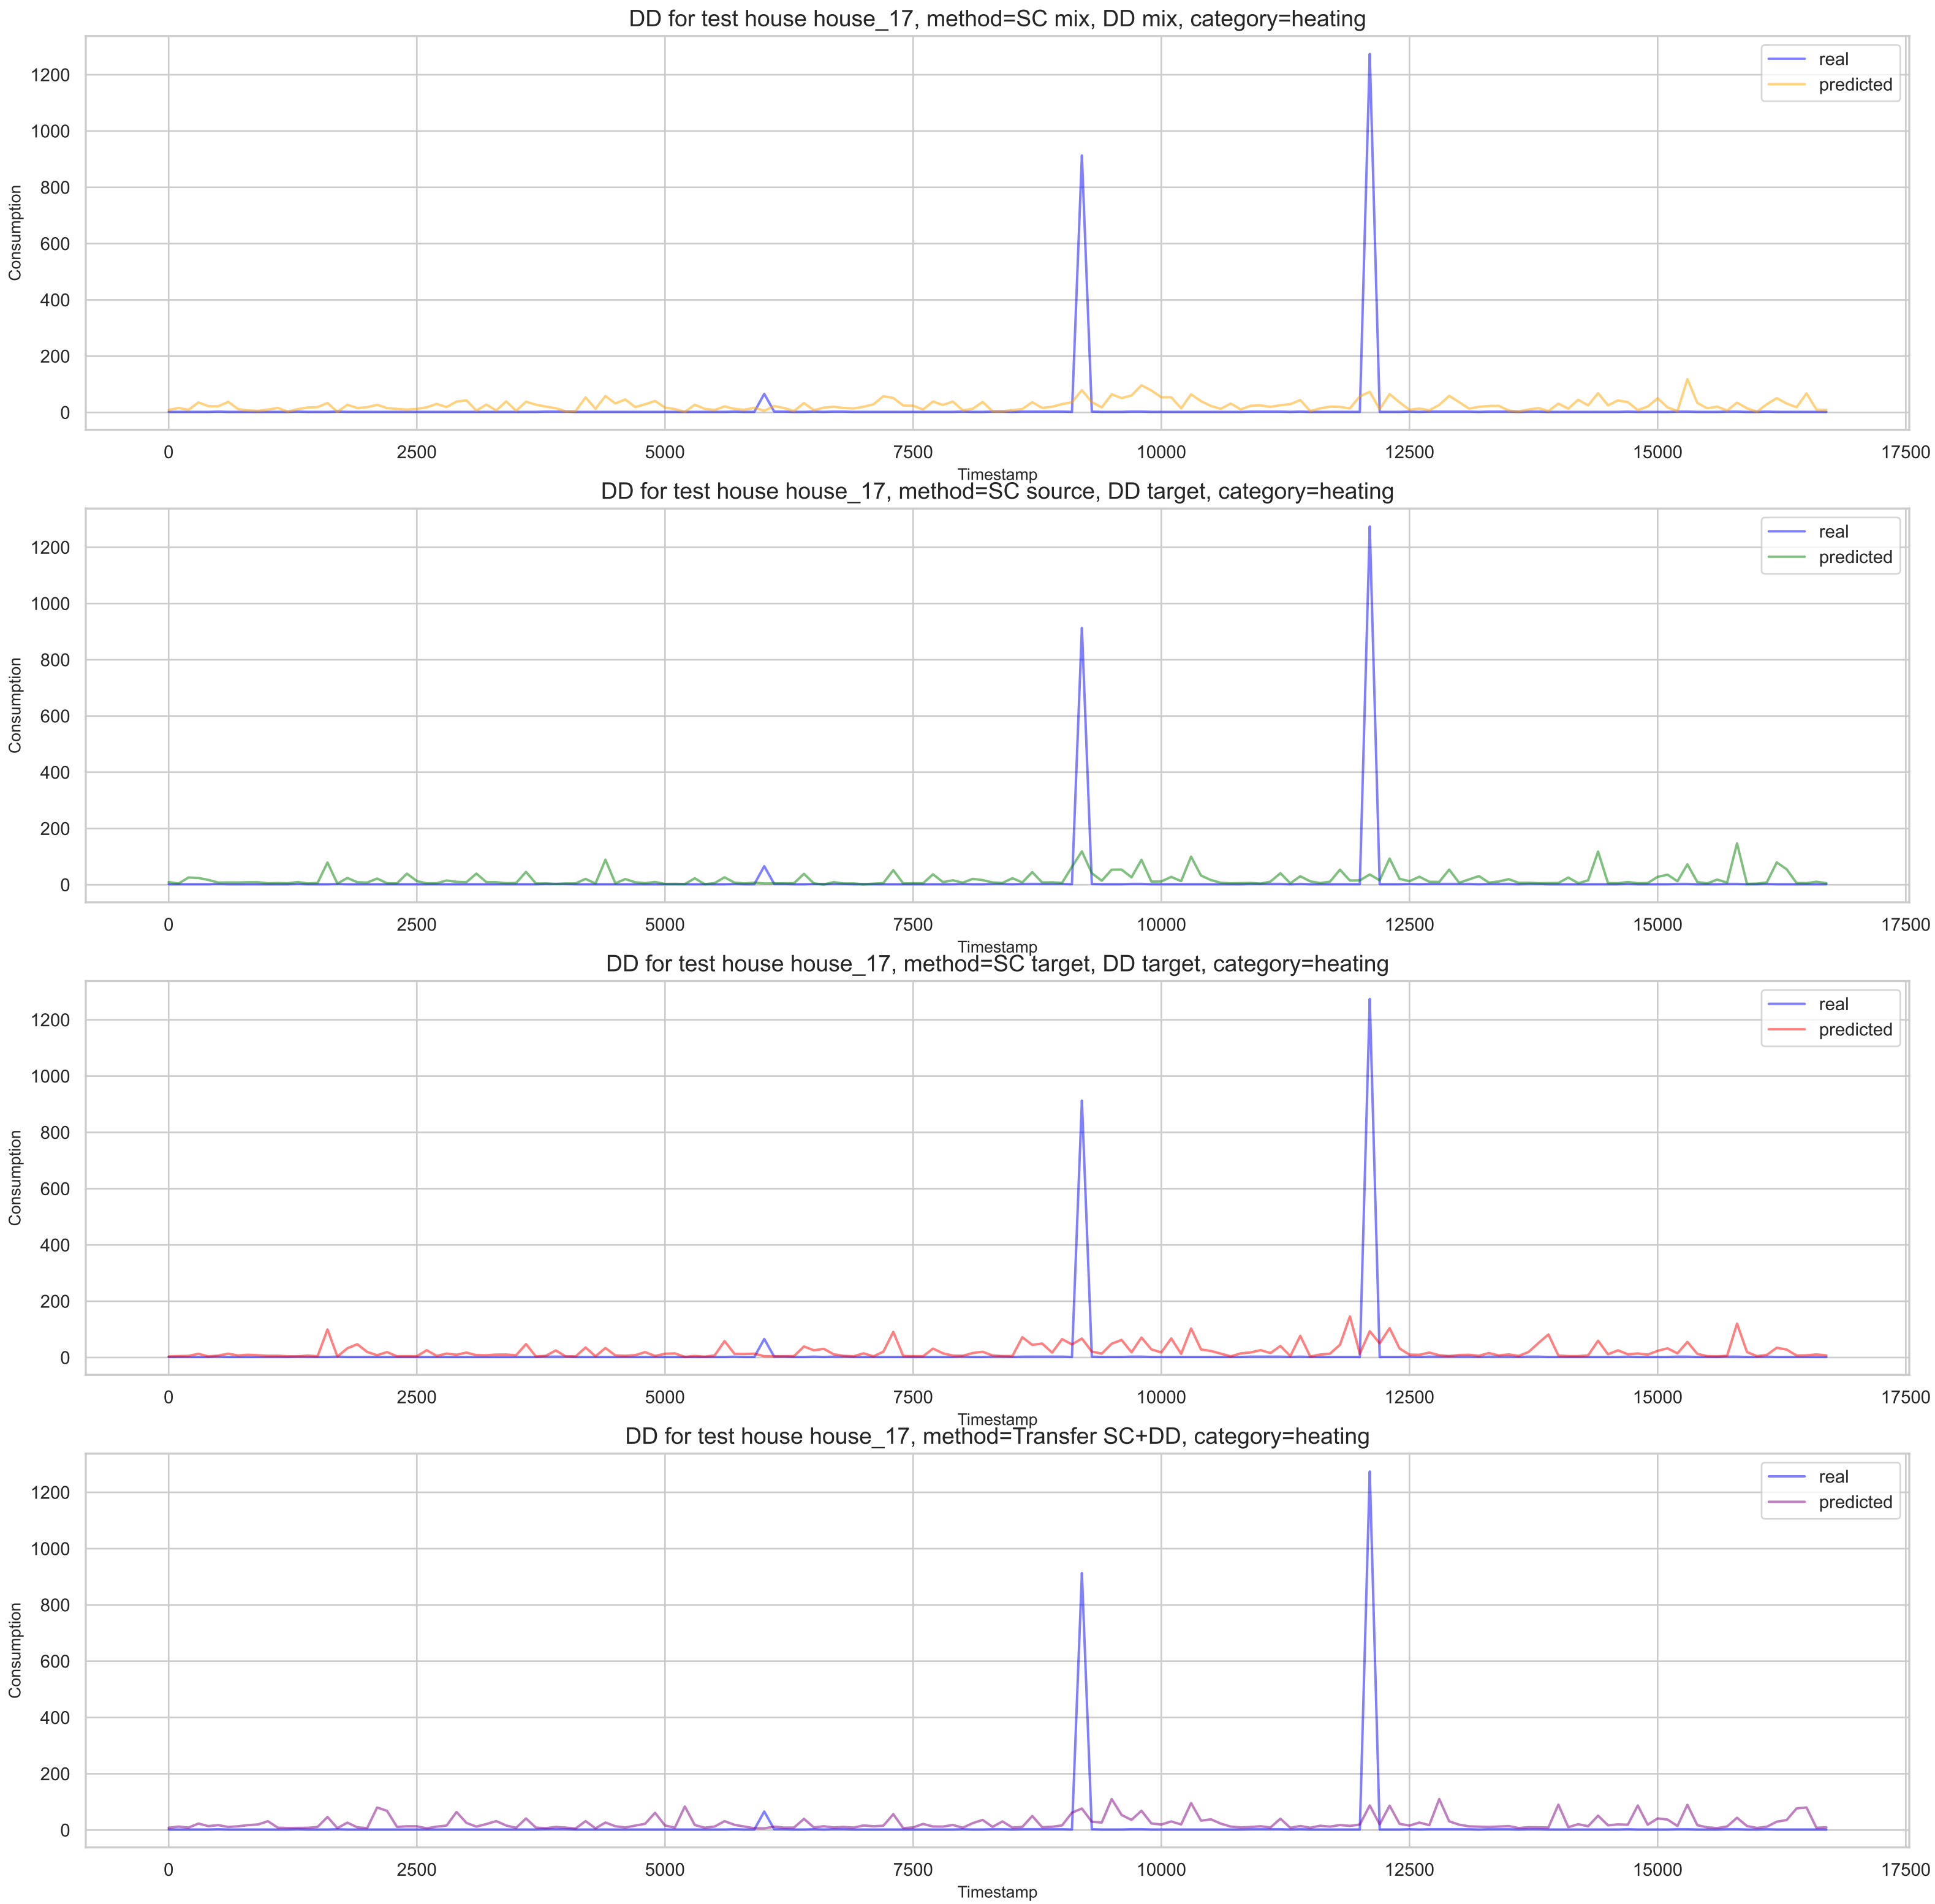 DD for test house house_17, method=SC mix, DD mix, category=heating
real
predicted
1200
1000
800
600
400
200
0
Consumption
0 2500 5000 7500 10000 12500 15000 17500
Timestamp
DD for test house house_17, method=SC source, DD target, category=heating
real
predicted
1200
1000
800
600
400
200
0
Consumption
0 2500 5000 7500 10000 12500 15000 17500
Timestamp
DD for test house house_17, method=SC target, DD target, category=heating
real
predicted
1200
1000
800
600
400
200
0
Consumption
0 2500 5000 7500 10000 12500 15000 17500
Timestamp
DD for test house house_17, method=Transfer SC+DD, category=heating
real
predicted
1200
1000
800
600
400
200
0
Consumption
0 2500 5000 7500 10000 12500 15000 17500
Timestamp